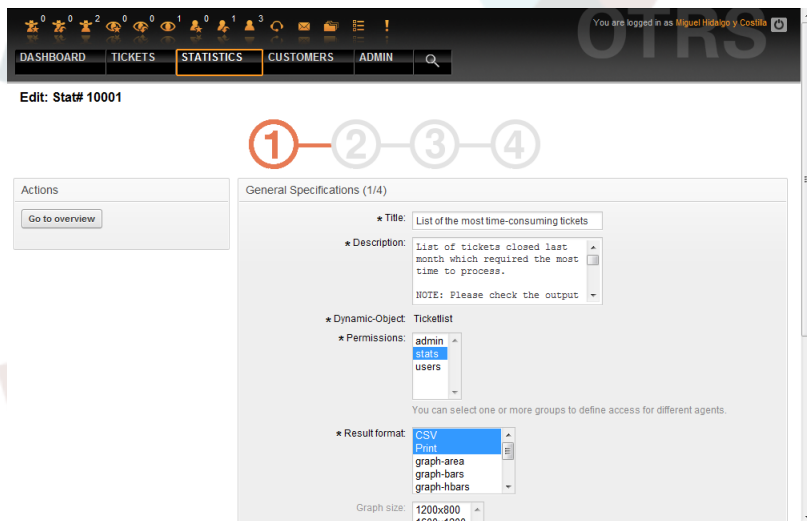 0 0 2 0 0 1 0 1 3
You are logged in as Miguel Hidalgo y Costilla
OTRS
DASHBOARD TICKETS STATISTICS CUSTOMERS ADMIN
Edit: Stat# 10001
1 2 3 4
Actions
Go to overview
General Specifications (1/4)
★ Title: List of the most time-consuming tickets
★ Description: List of tickets closed last
month which required the most
time to process.
NOTE: Please check the output
★ Dynamic-Object: Ticketlist
★ Permissions: admin
stats
users
You can select one or more groups to define access for different agents.
★ Result format: CSV
Print
graph-area
graph-bars
graph-hbars
Graph size: 1200x800